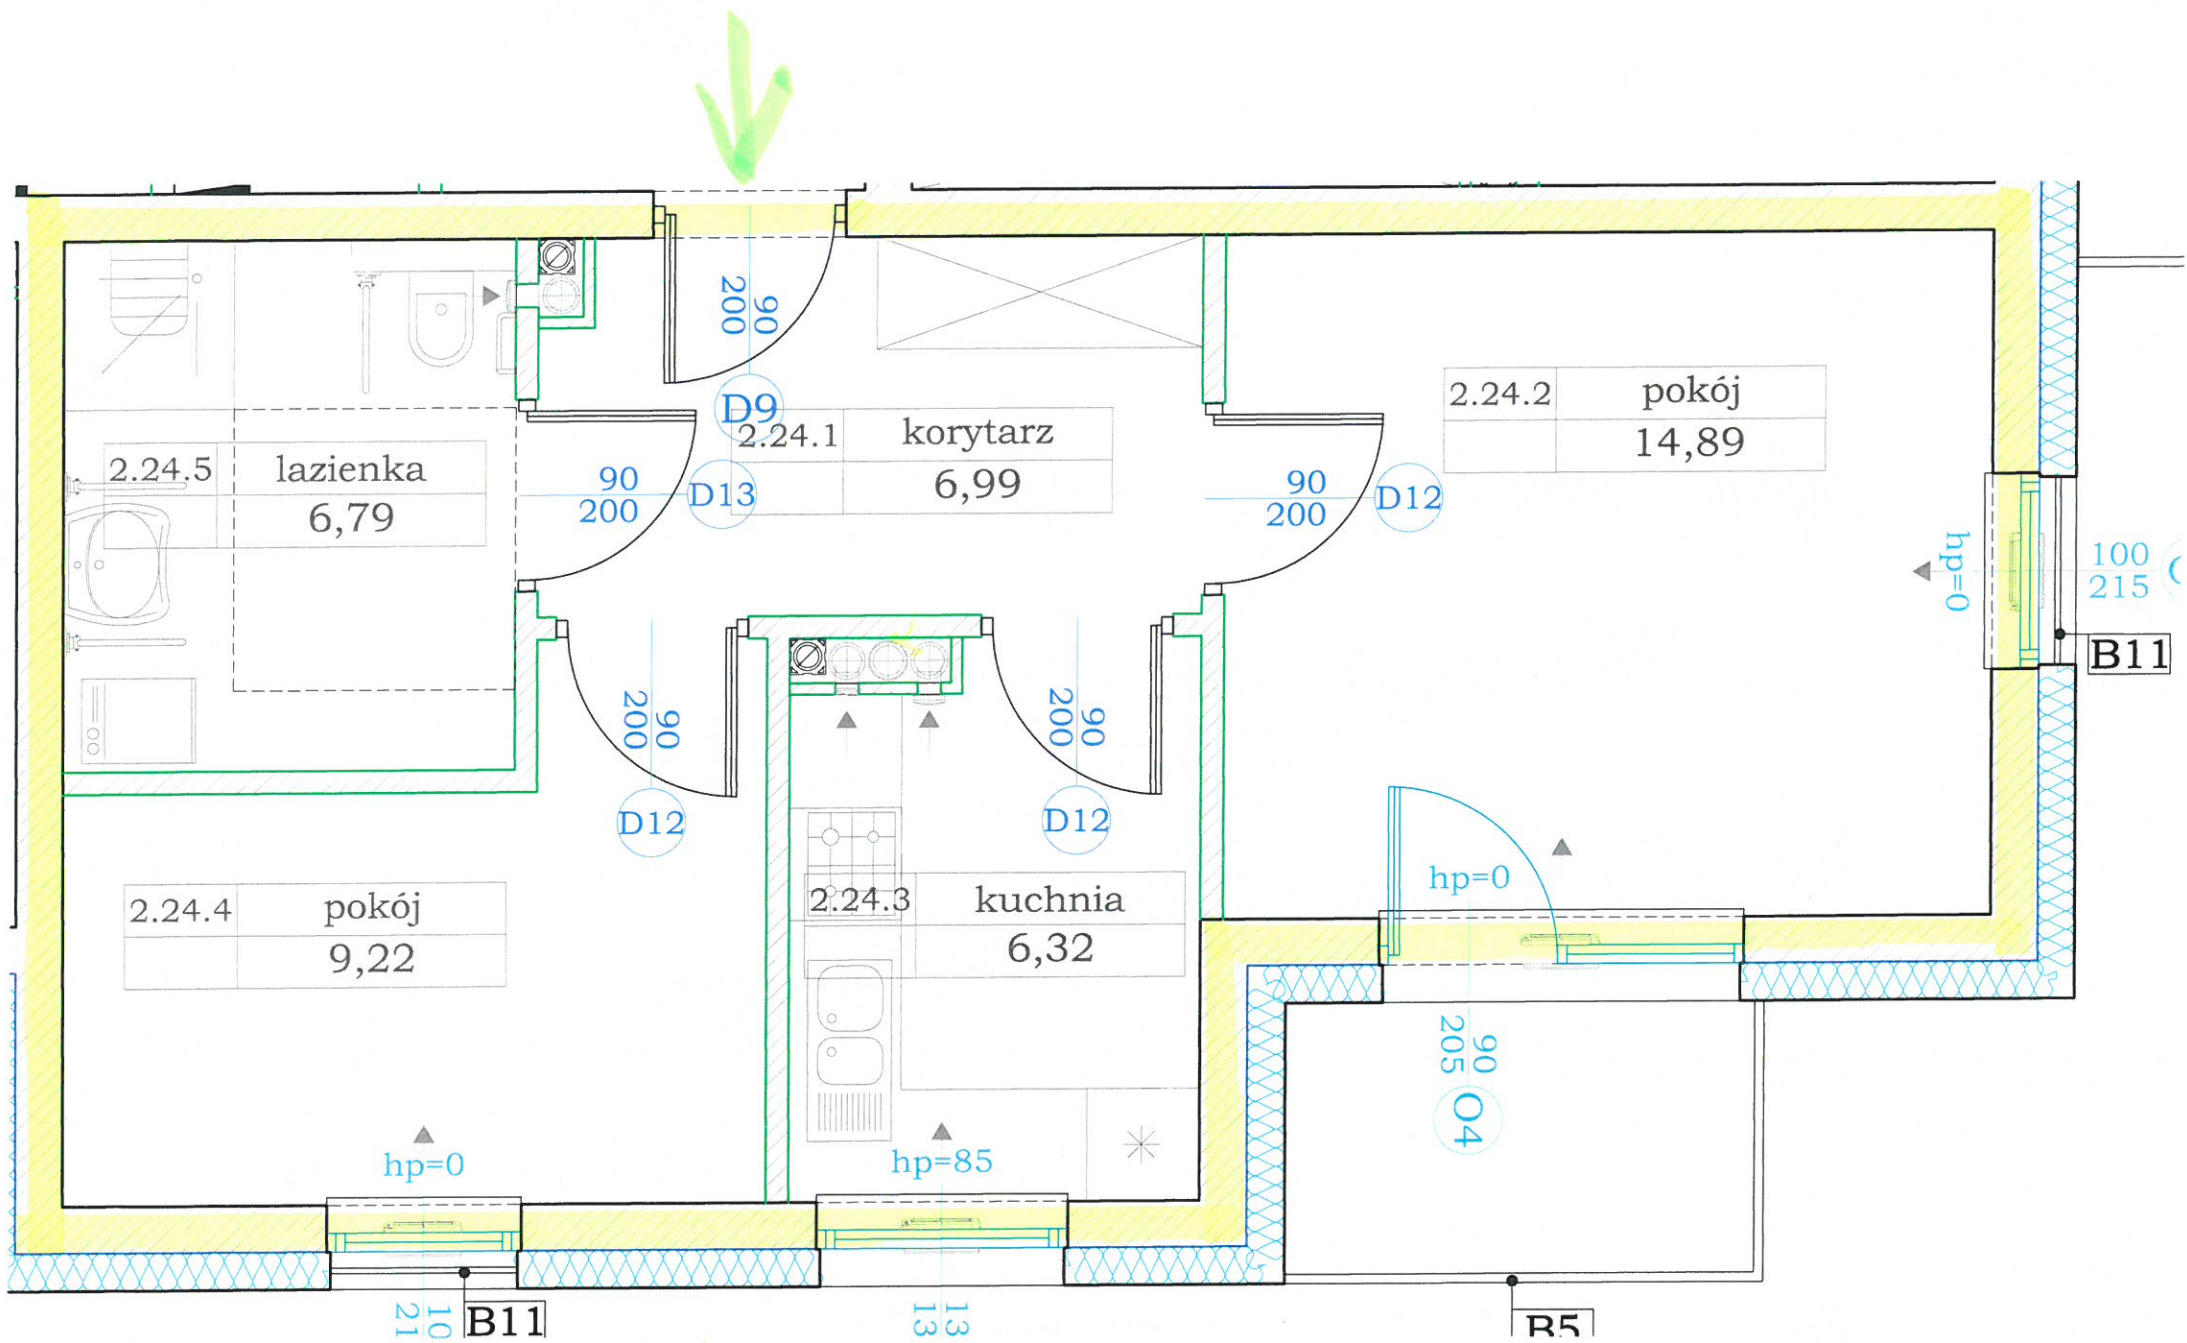 90
200
D9
2.24.1 korytarz
6,99
2.24.2 pokój
14,89
2.24.5 lazienka
6,79
90
200
D13
90
200
D12
hp=0
100
215
B11
90
200
D12
90
200
D12
2.24.4 pokój
9,22
2.24.3 kuchnia
6,32
hp=0
90
205
O4
hp=0
hp=85
10
21
B11
13
13
B5